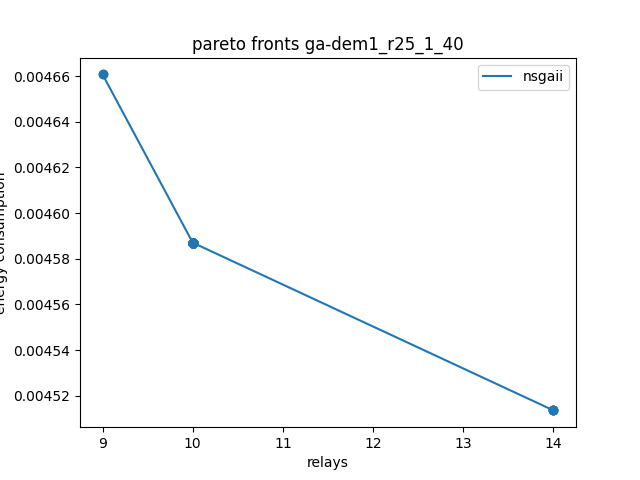 pareto fronts ga-dem1_r25_1_40
nsgaii
0.00466
0.00464
0.00462
0.00460
0.00458
0.00456
0.00454
0.00452
energy consumption
9 10 11 12 13 14
relays